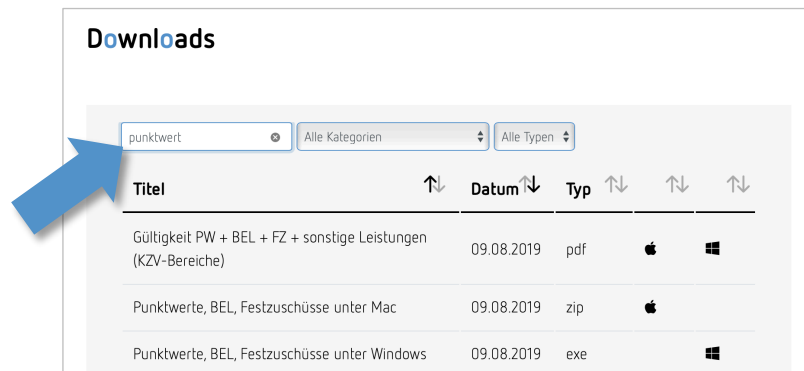 Downloads
punktwert Alle Kategorien Alle Typen
Titel Datum Typ
Gültigkeit PW + BEL + FZ + sonstige Leistungen
(KZV-Bereiche) 09.08.2019 pdf
Punktwerte, BEL, Festzuschüsse unter Mac 09.08.2019 zip
Punktwerte, BEL, Festzuschüsse unter Windows 09.08.2019 exe